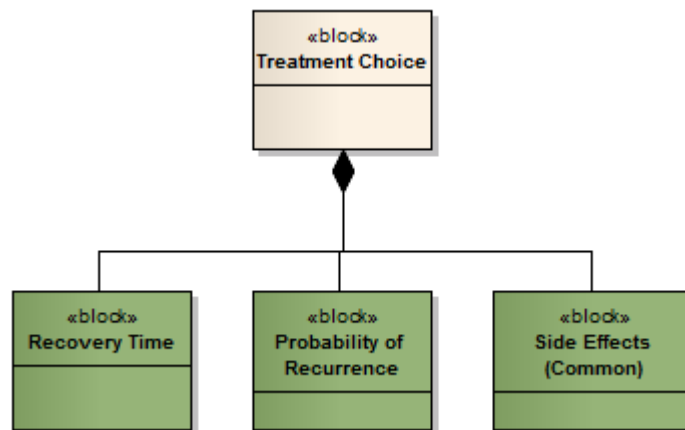 «block»
Treatment Choice
«block»
Recovery Time
«block»
Probability of
Recurrence
«block»
Side Effects
(Common)